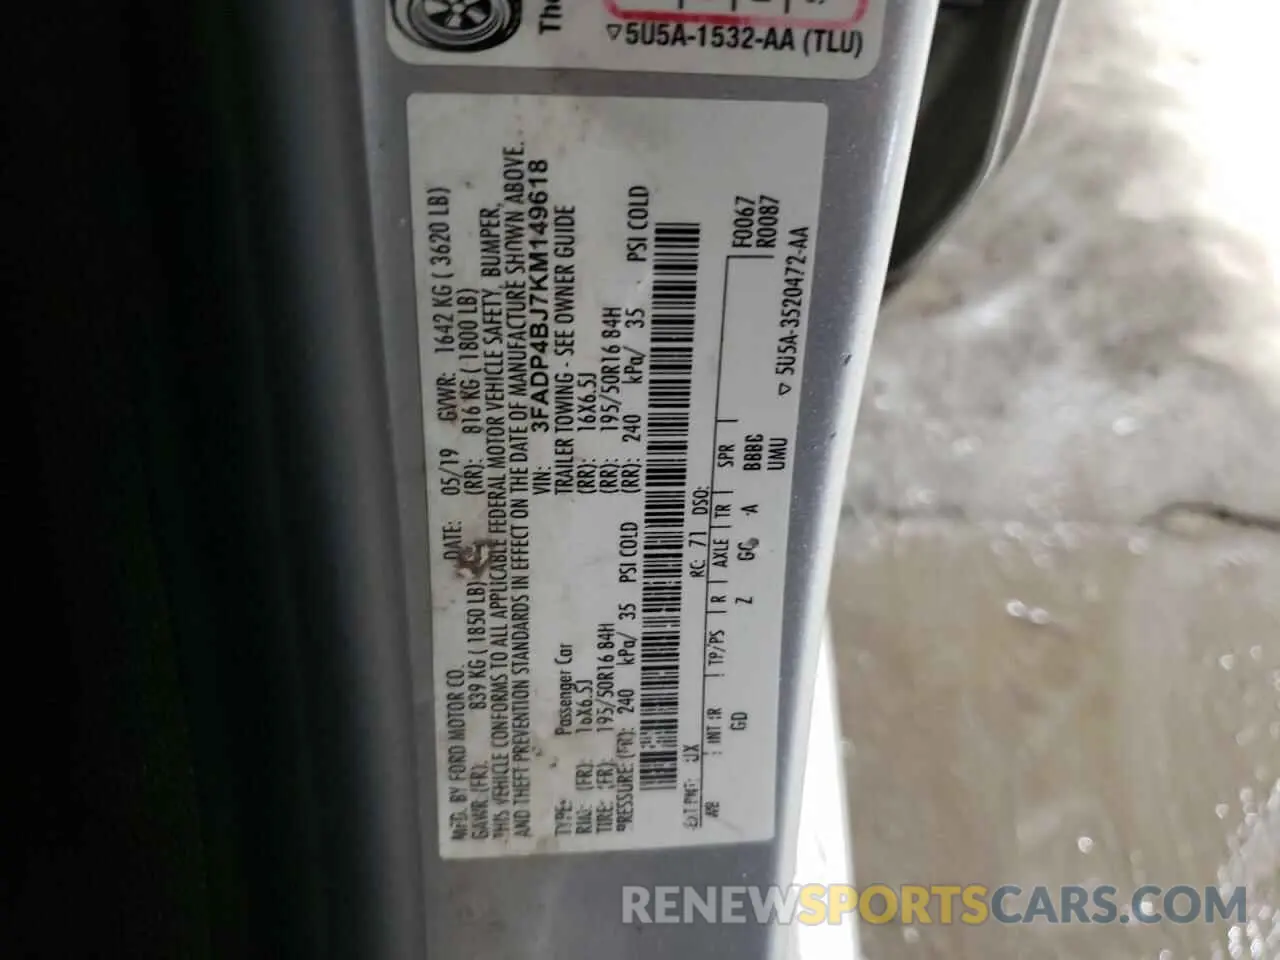 The
▽5U5A-1532-AA (TLU)
MFD. BY FORD MOTOR CO.
DATE: 05/19 GVWR: 1642 KG ( 3620 LB)
GAWR (FR): 839 KG ( 1850 LB) (RR): 816 KG ( 1800 LB)
THIS VEHICLE CONFORMS TO ALL APPLICABLE FEDERAL MOTOR VEHICLE SAFETY, BUMPER,
AND THEFT PREVENTION STANDARDS IN EFFECT ON THE DATE OF MANUFACTURE SHOWN ABOVE.
VIN: 3FADP4BJ7KM149618
TYPE: Passenger Car TRAILER TOWING - SEE OWNER GUIDE
RIM: (FR): 16X6.5J (RR): 16X6.5J
TIRE: (FR): 195/50R16 84H (RR): 195/50R16 84H
PRESSURE: (FR): 240 kPa/ 35 PSI COLD (RR): 240 kPa/ 35 PSI COLD
EXT PNT: UX RC: 71 DSO:
WB INT TR TP/PS R AXLE TR SPR F0067
GD Z A BBBC R0087
UMU
▽ 5U5A-3520472-AA
RENEWSPORTSCARS.COM